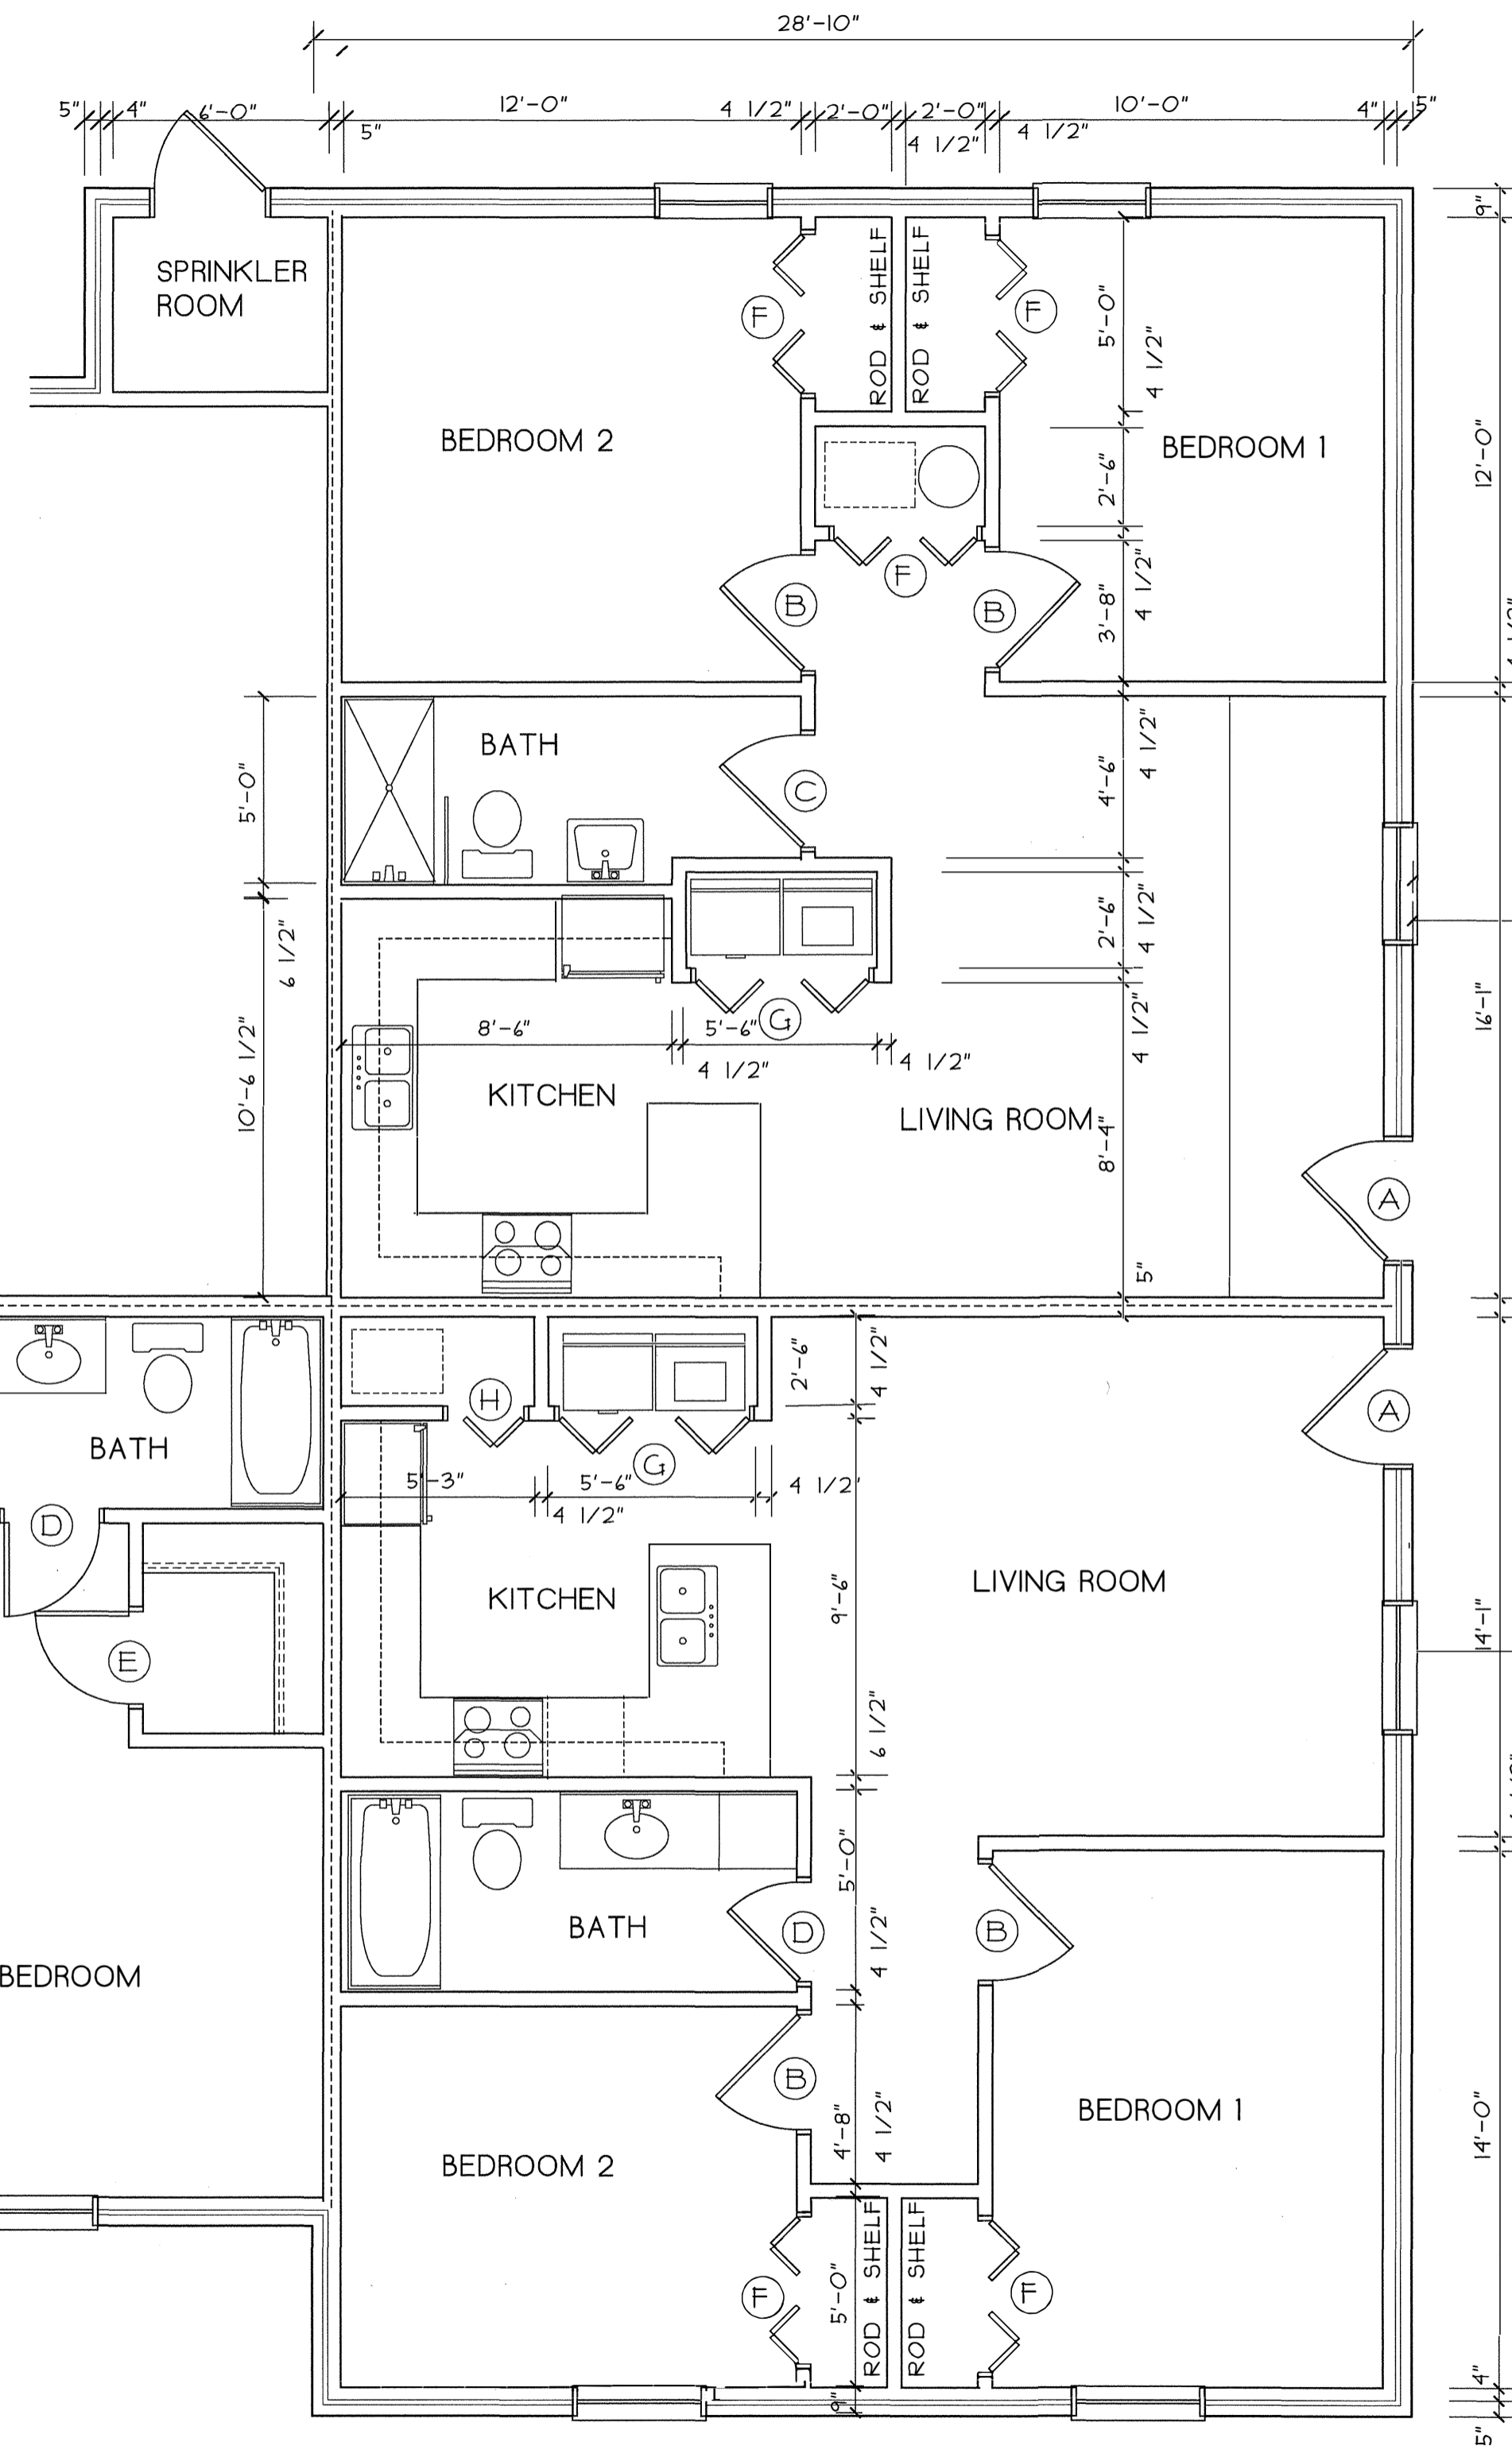 28'-10"
5"
4"
6'-0"
5"
12'-0"
4 1/2"
2'-0"
2'-0"
4 1/2"
4 1/2"
10'-0"
4"
5"
9"
SPRINKLER
ROOM
ROD & SHELF
ROD & SHELF
F
F
5'-0"
4 1/2"
BEDROOM 2
BEDROOM 1
12'-0"
2'-6"
F
B
B
4 1/2"
3'-8"
BATH
4 1/2"
5'-0"
C
4'-6"
2'-6"
4 1/2"
6 1/2"
16'-1"
8'-6"
5'-6"
G
4 1/2"
4 1/2"
4 1/2"
10'-6 1/2"
KITCHEN
LIVING ROOM
8'-4"
A
5"
2'-6"
4 1/2"
H
A
BATH
G
5'-3"
5'-6"
4 1/2"
4 1/2"
D
KITCHEN
LIVING ROOM
9'-6"
14'-1"
E
6 1/2"
5'-0"
BATH
D
B
4 1/2"
BEDROOM
B
4'-8"
4 1/2"
BEDROOM 2
BEDROOM 1
14'-0"
ROD & SHELF
ROD & SHELF
F
F
5'-0"
9"
4"
5"